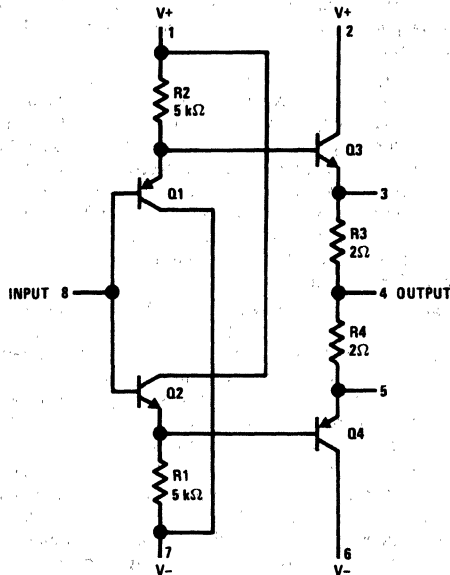 V+
1
V+
2
R2
5 kΩ
Q3
Q1
3
R3
2Ω
INPUT 8
4 OUTPUT
R4
2Ω
Q2
5
Q4
R1
5 kΩ
7
V−
6
V−